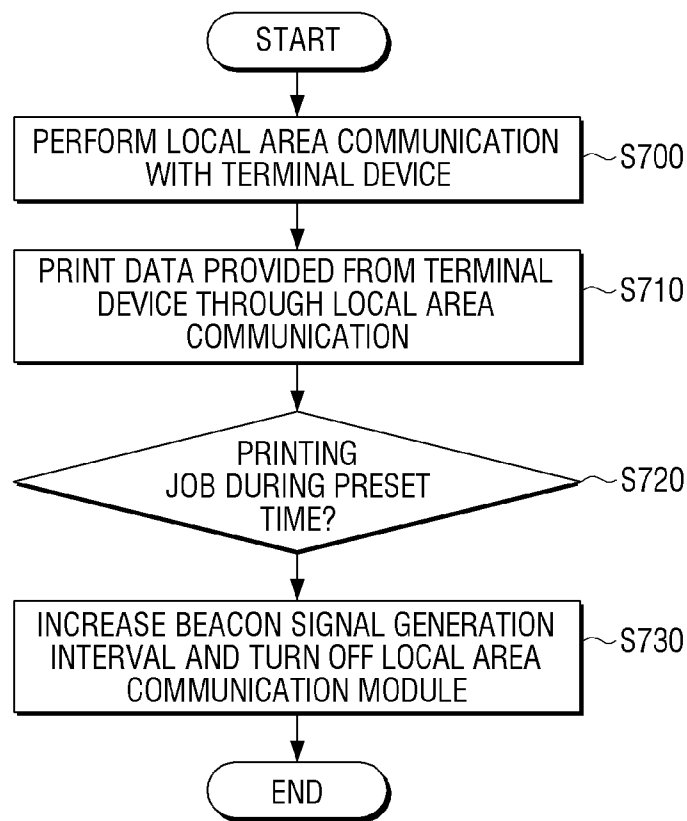 START
PERFORM LOCAL AREA COMMUNICATION
WITH TERMINAL DEVICE
S700
PRINT DATA PROVIDED FROM TERMINAL
DEVICE THROUGH LOCAL AREA
COMMUNICATION
S710
PRINTING
JOB DURING PRESET
TIME?
S720
INCREASE BEACON SIGNAL GENERATION
INTERVAL AND TURN OFF LOCAL AREA
COMMUNICATION MODULE
S730
END